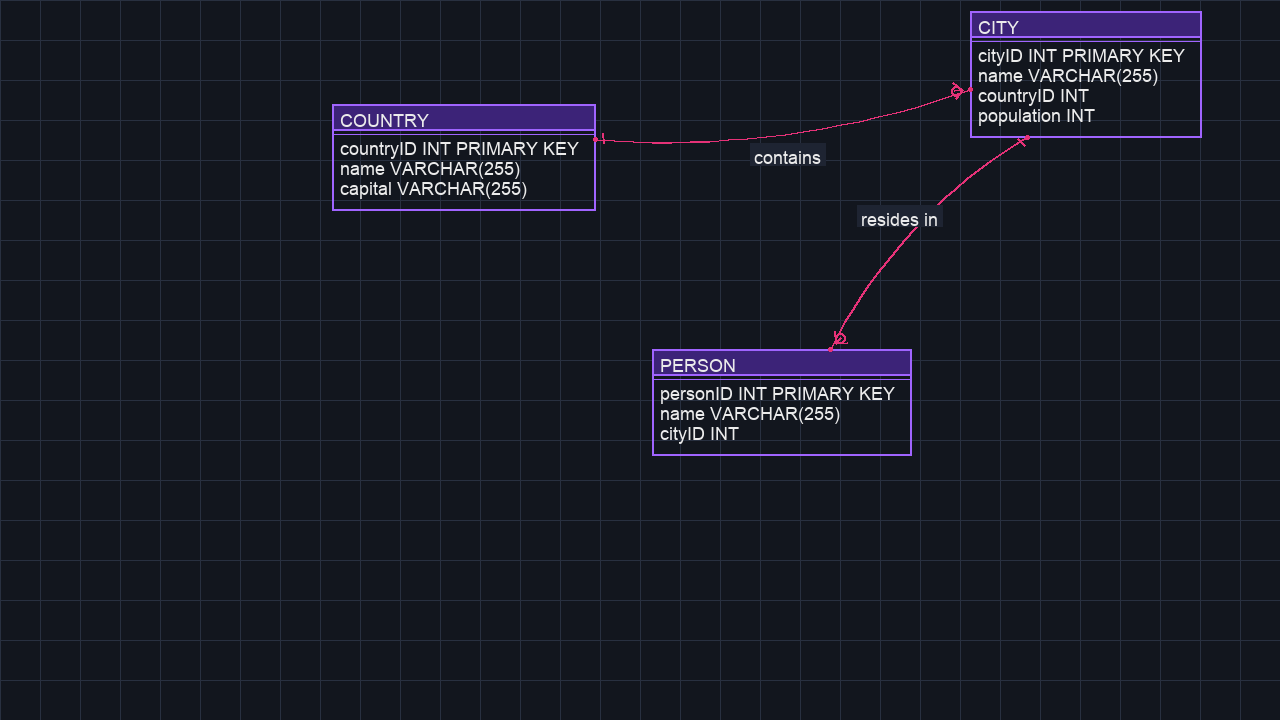 CITY
cityID INT PRIMARY KEY
name VARCHAR(255)
countryID INT
population INT
COUNTRY
countryID INT PRIMARY KEY
name VARCHAR(255)
capital VARCHAR(255)
contains
resides in
PERSON
personID INT PRIMARY KEY
name VARCHAR(255)
cityID INT